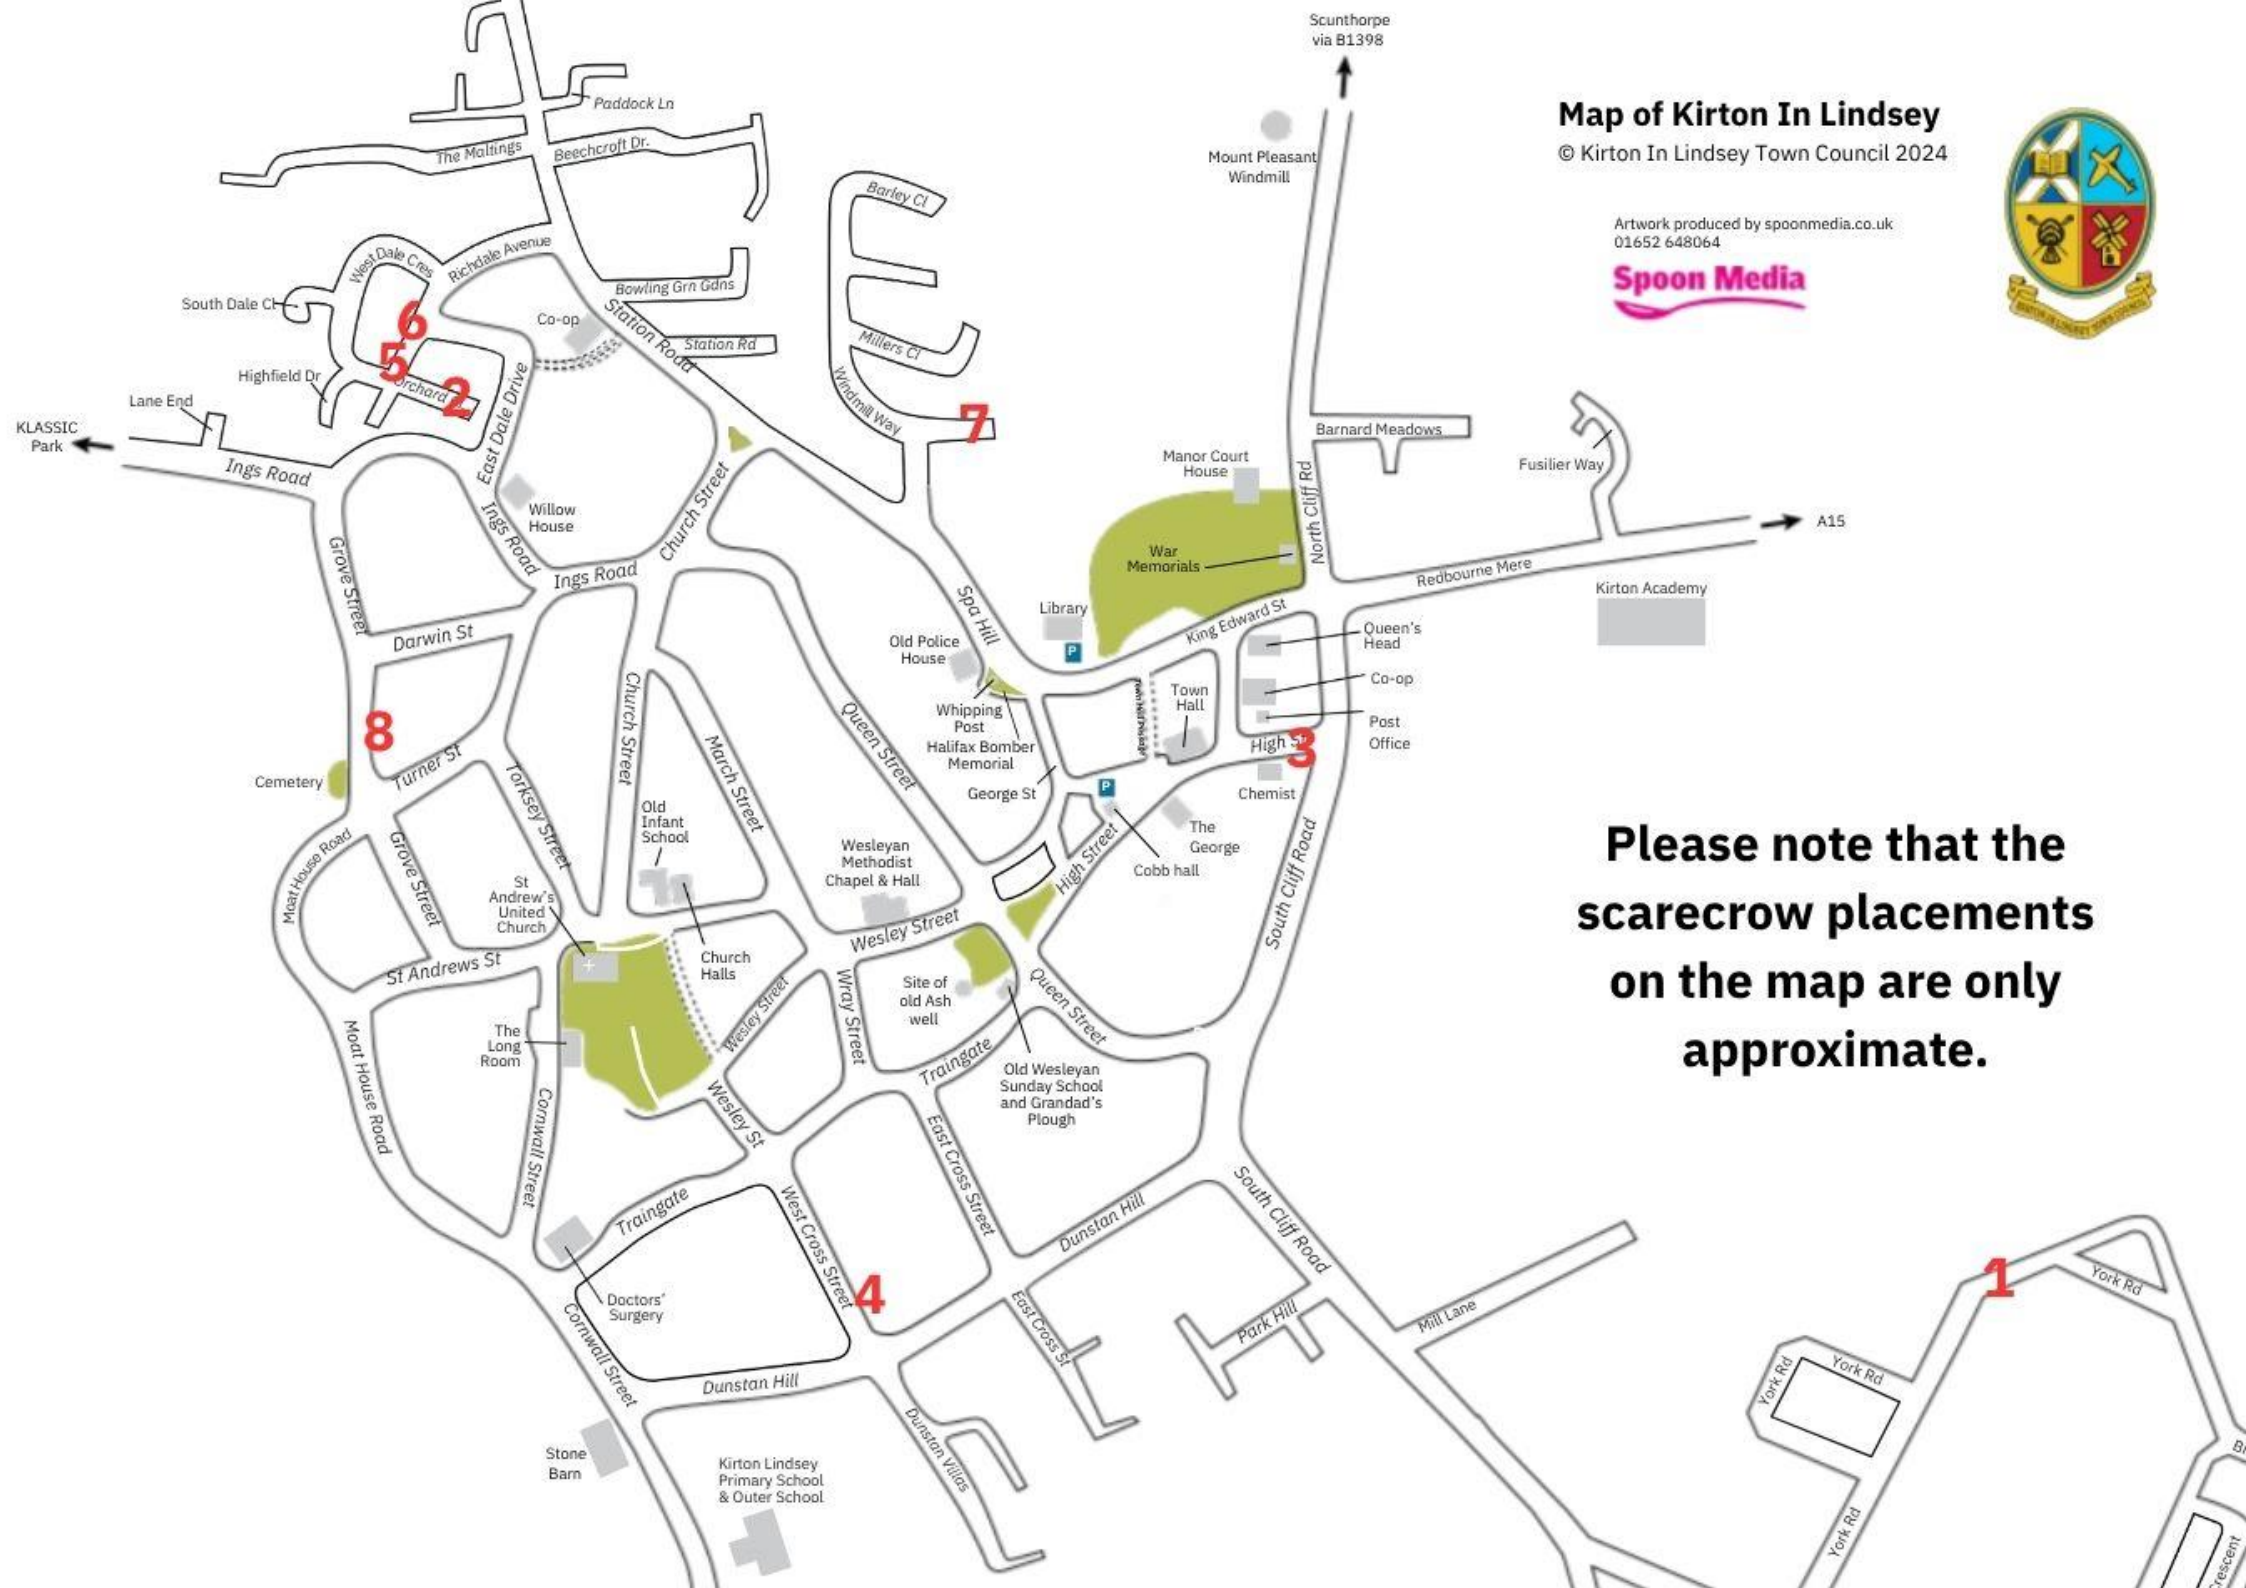 Scunthorpe
via B1398
Map of Kirton In Lindsey
© Kirton In Lindsey Town Council 2024
Artwork produced by spoonmedia.co.uk
01652 648064
Spoon Media
Mount Pleasant
Windmill
Paddock Ln
The Maltings
Beechcroft Dr.
Barley Cl
West Dale Cres
Richdale Avenue
South Dale Cl
Bowling Grn Gdns
Co-op
Station Road
Station Rd
Millers Cl
6
5
2
Orchard
Highfield Dr
Lane End
East Dale Drive
Windmill Way
7
KLASSIC
Park
Ings Road
Willow
House
Ings Road
Church Street
Ings Road
Grove Street
Darwin St
Barnard Meadows
Manor Court
House
North Cliff Rd
Fusilier Way
A15
War
Memorials
Redbourne Mere
Kirton Academy
Library
P
King Edward St
Spa Hill
Old Police
House
Queen's
Head
Co-op
Post
Office
Town
Hall
High St
3
Chemist
Whipping
Post
Halifax Bomber
Memorial
George St
P
The
George
Cobb hall
High Street
South Cliff Road
8
Cemetery
Turner St
Torksey Street
Church Street
March Street
Queen Street
Old
Infant
School
Wesleyan
Methodist
Chapel & Hall
Moat House Road
Grove Street
St
Andrew's
United
Church
Wesley Street
St Andrews St
Church
Halls
Site of
old Ash
well
Queen Street
Wray Street
Wesley Street
The
Long
Room
Traingate
Old Wesleyan
Sunday School
and Grandad's
Plough
Moat House Road
Cornwall Street
Wesley St
East Cross Street
Traingate
West Cross Street
4
Dunstan Hill
South Cliff Road
Doctors'
Surgery
Cornwall Street
East Cross St
Park Hill
Mill Lane
Dunstan Hill
Dunstan Villas
Stone
Barn
Kirton Lindsey
Primary School
& Outer School
Please note that the
scarecrow placements
on the map are only
approximate.
1
York Rd
York Rd
York Rd
York Rd